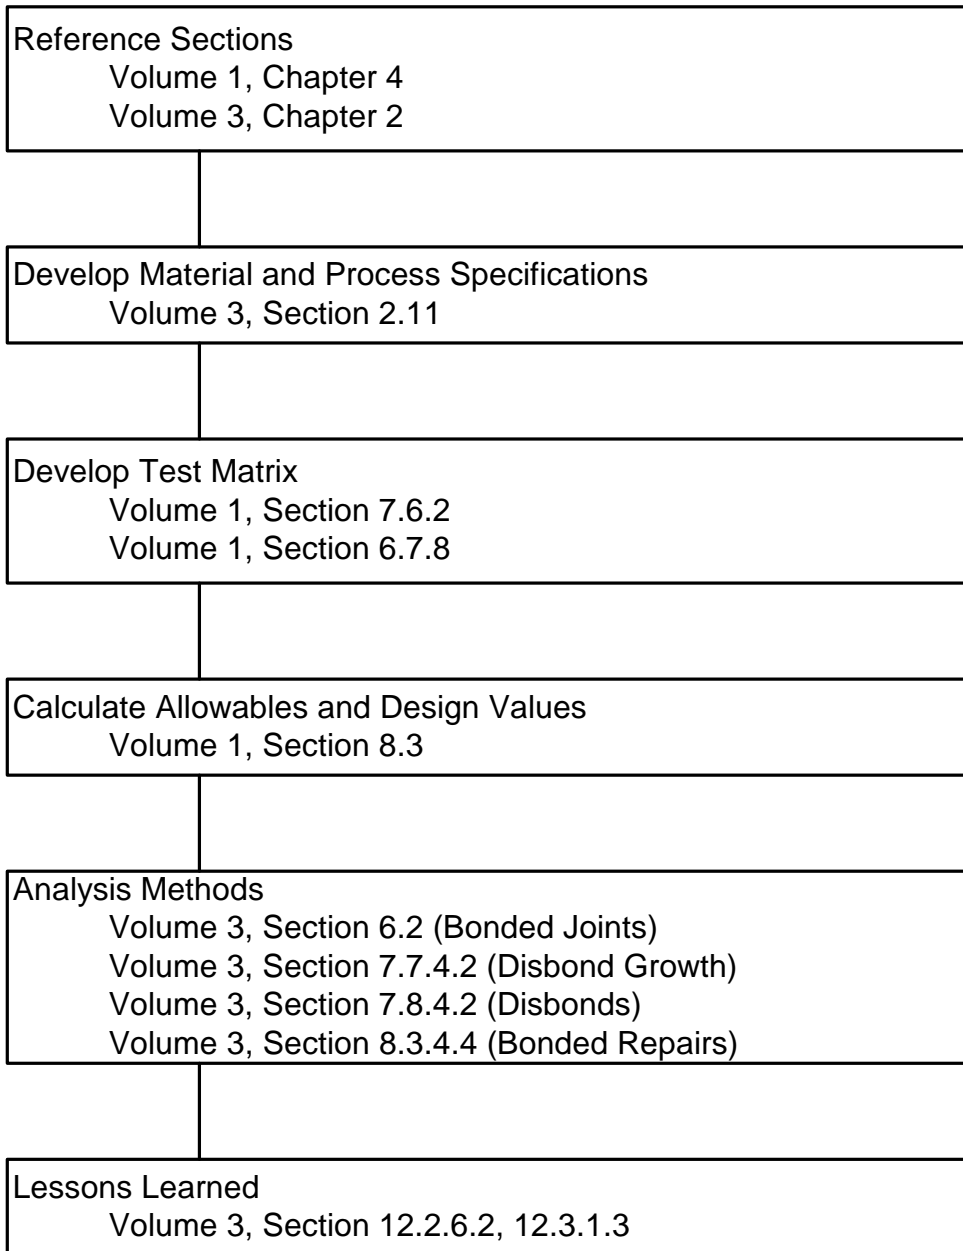 Reference Sections
Volume 1, Chapter 4
Volume 3, Chapter 2
Develop Material and Process Specifications
Volume 3, Section 2.11
Develop Test Matrix
Volume 1, Section 7.6.2
Volume 1, Section 6.7.8
Calculate Allowables and Design Values
Volume 1, Section 8.3
Analysis Methods
Volume 3, Section 6.2 (Bonded Joints)
Volume 3, Section 7.7.4.2 (Disbond Growth)
Volume 3, Section 7.8.4.2 (Disbonds)
Volume 3, Section 8.3.4.4 (Bonded Repairs)
Lessons Learned
Volume 3, Section 12.2.6.2, 12.3.1.3